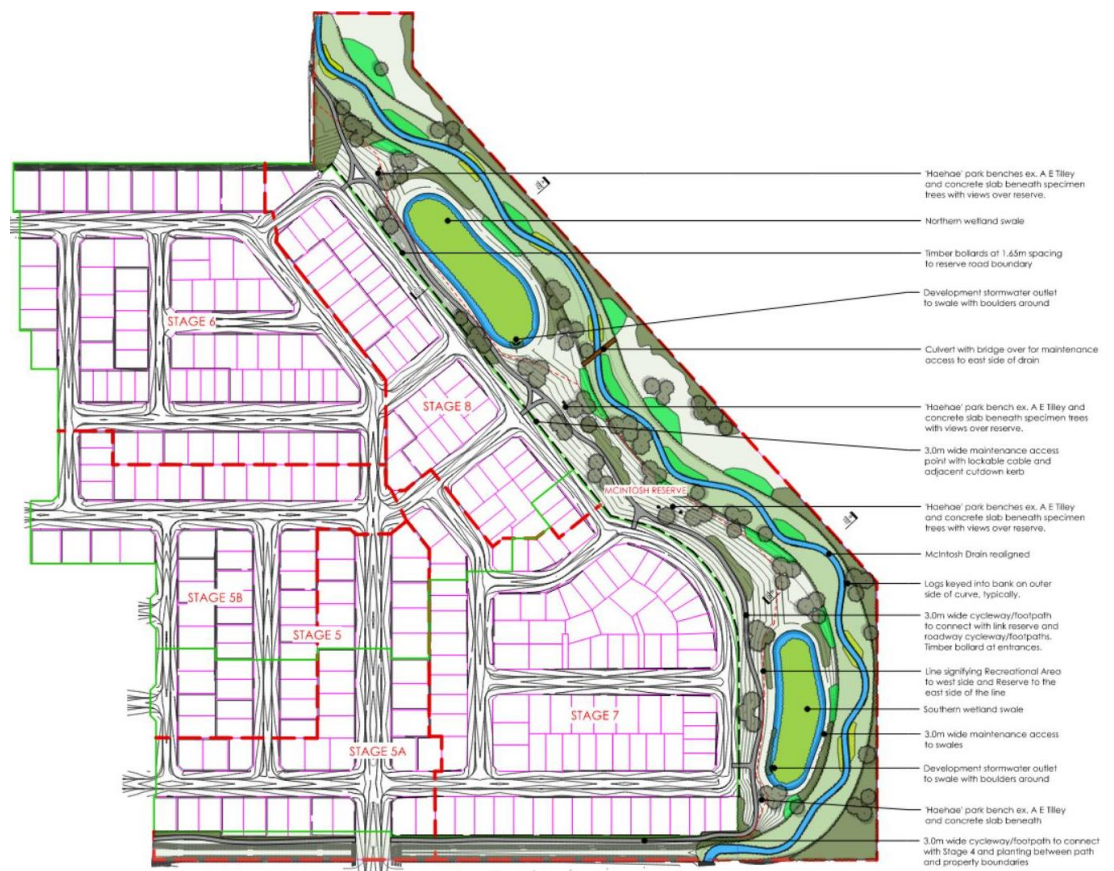 'Haehae' park benches ex. A E Tilley
and concrete slab beneath specimen
trees with views over reserve.
Northern wetland swale
Timber bollards at 1.65m spacing
to reserve road boundary
Development stormwater outlet
to swale with boulders around
STAGE 6
Culvert with bridge over for maintenance
access to east side of drain
STAGE 8
'Haehae' park bench ex. A E Tilley and
concrete slab beneath specimen trees
with views over reserve.
3.0m wide maintenance access
point with lockable cable and
adjacent cutdown kerb
MCINTOSH RESERVE
'Haehae' park benches ex. A E Tilley
and concrete slab beneath specimen
trees with views over reserve.
McIntosh Drain realigned
Logs keyed into bank on outer
side of curve, typically.
STAGE 5B
STAGE 5
3.0m wide cycleway/footpath
to connect with link reserve and
roadway cycleway/footpaths.
Timber bollard at entrances.
Line signifying Recreational Area
to west side and Reserve to the
east side of the line
Southern wetland swale
STAGE 7
3.0m wide maintenance access
to swales
STAGE 5A
Development stormwater outlet
to swale with boulders around
'Haehae' park bench ex. A E Tilley
and concrete slab beneath
3.0m wide cycleway/footpath to connect
with Stage 4 and planting between path
and property boundaries